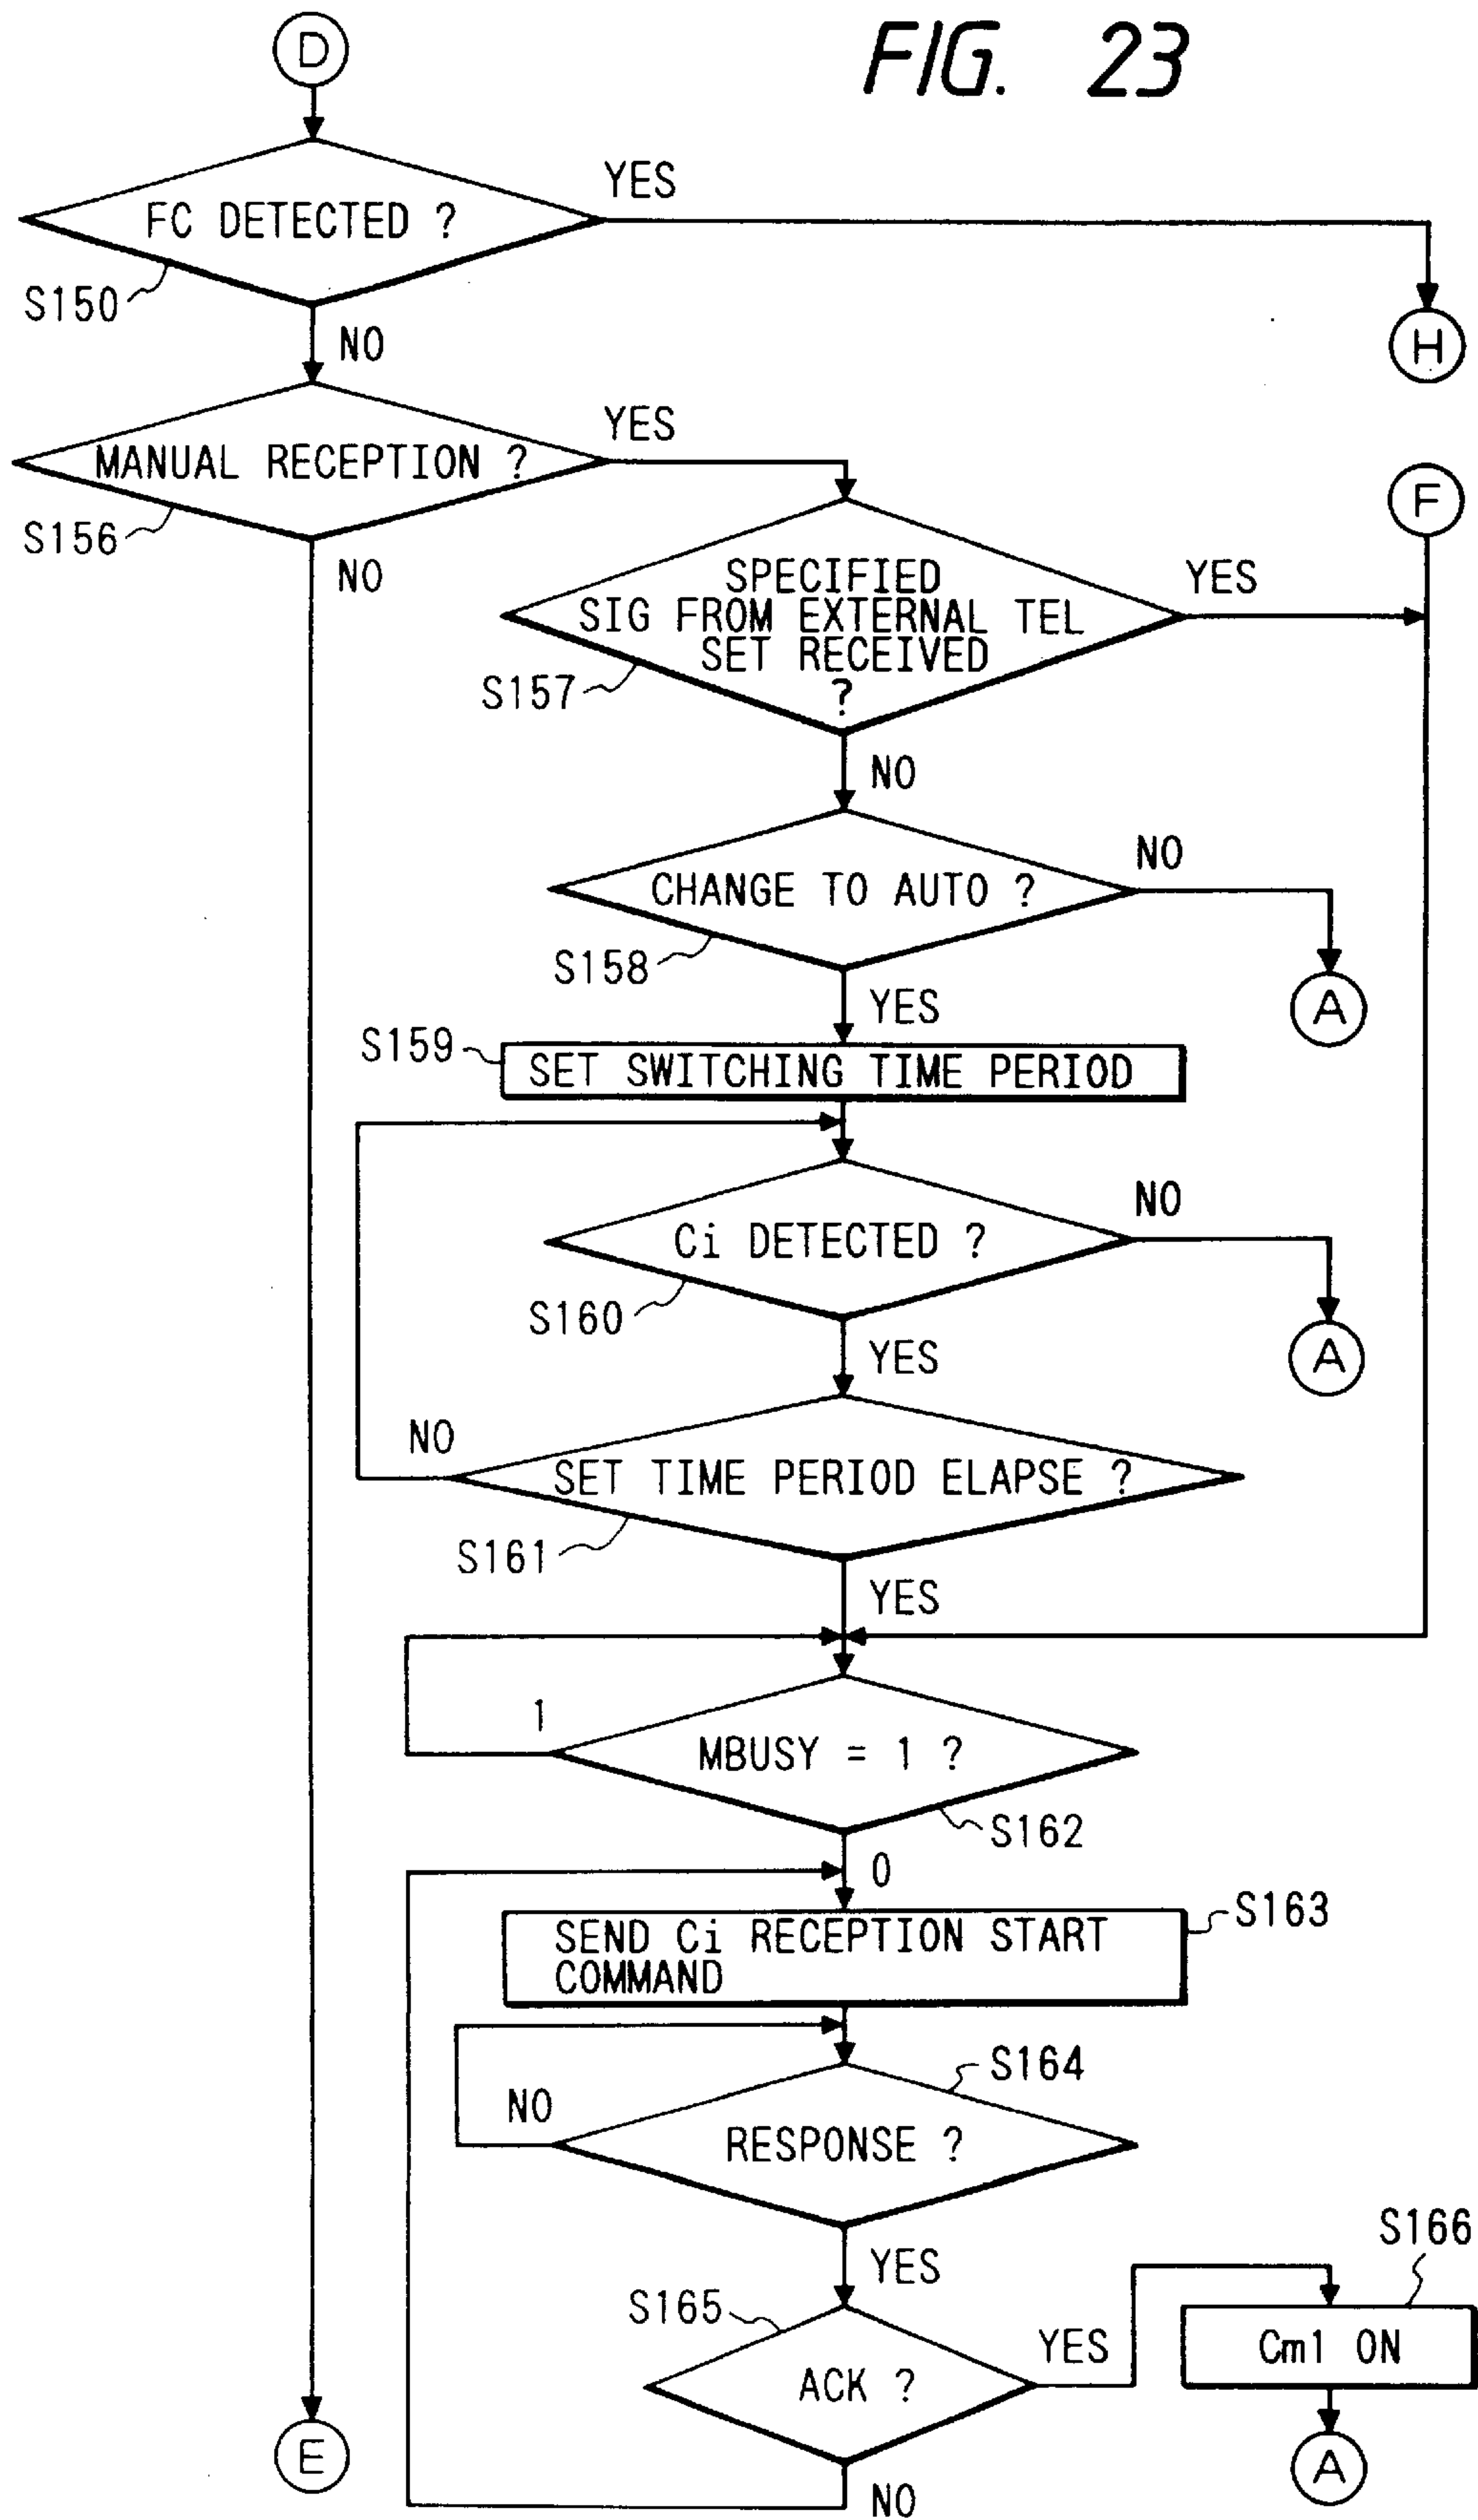 FIG. 23
D
FC DETECTED ?
YES
S150
NO
H
MANUAL RECEPTION ?
YES
S156
NO
F
SPECIFIED
SIG FROM EXTERNAL TEL
SET RECEIVED
?
YES
S157
NO
CHANGE TO AUTO ?
NO
S158
A
YES
S159
SET SWITCHING TIME PERIOD
Ci DETECTED ?
NO
S160
A
YES
NO
SET TIME PERIOD ELAPSE ?
S161
YES
1
MBUSY = 1 ?
S162
0
SEND Ci RECEPTION START
COMMAND
S163
S164
NO
RESPONSE ?
YES
S166
S165
ACK ?
YES
Cm1 ON
E
A
NO